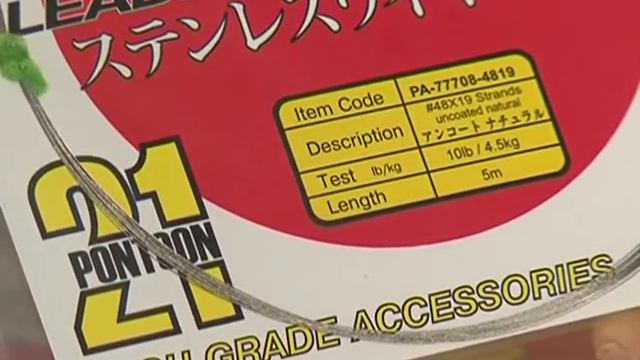 LEAD
ステンレスワイヤ
Item Code PA-77708-4819
Description #48X19 Strands
uncoated natural
アンコート ナチュラル
Test lb/kg 10lb / 4.5kg
Length 5m
21
PONTOON
21
HIGH GRADE ACCESSORIES